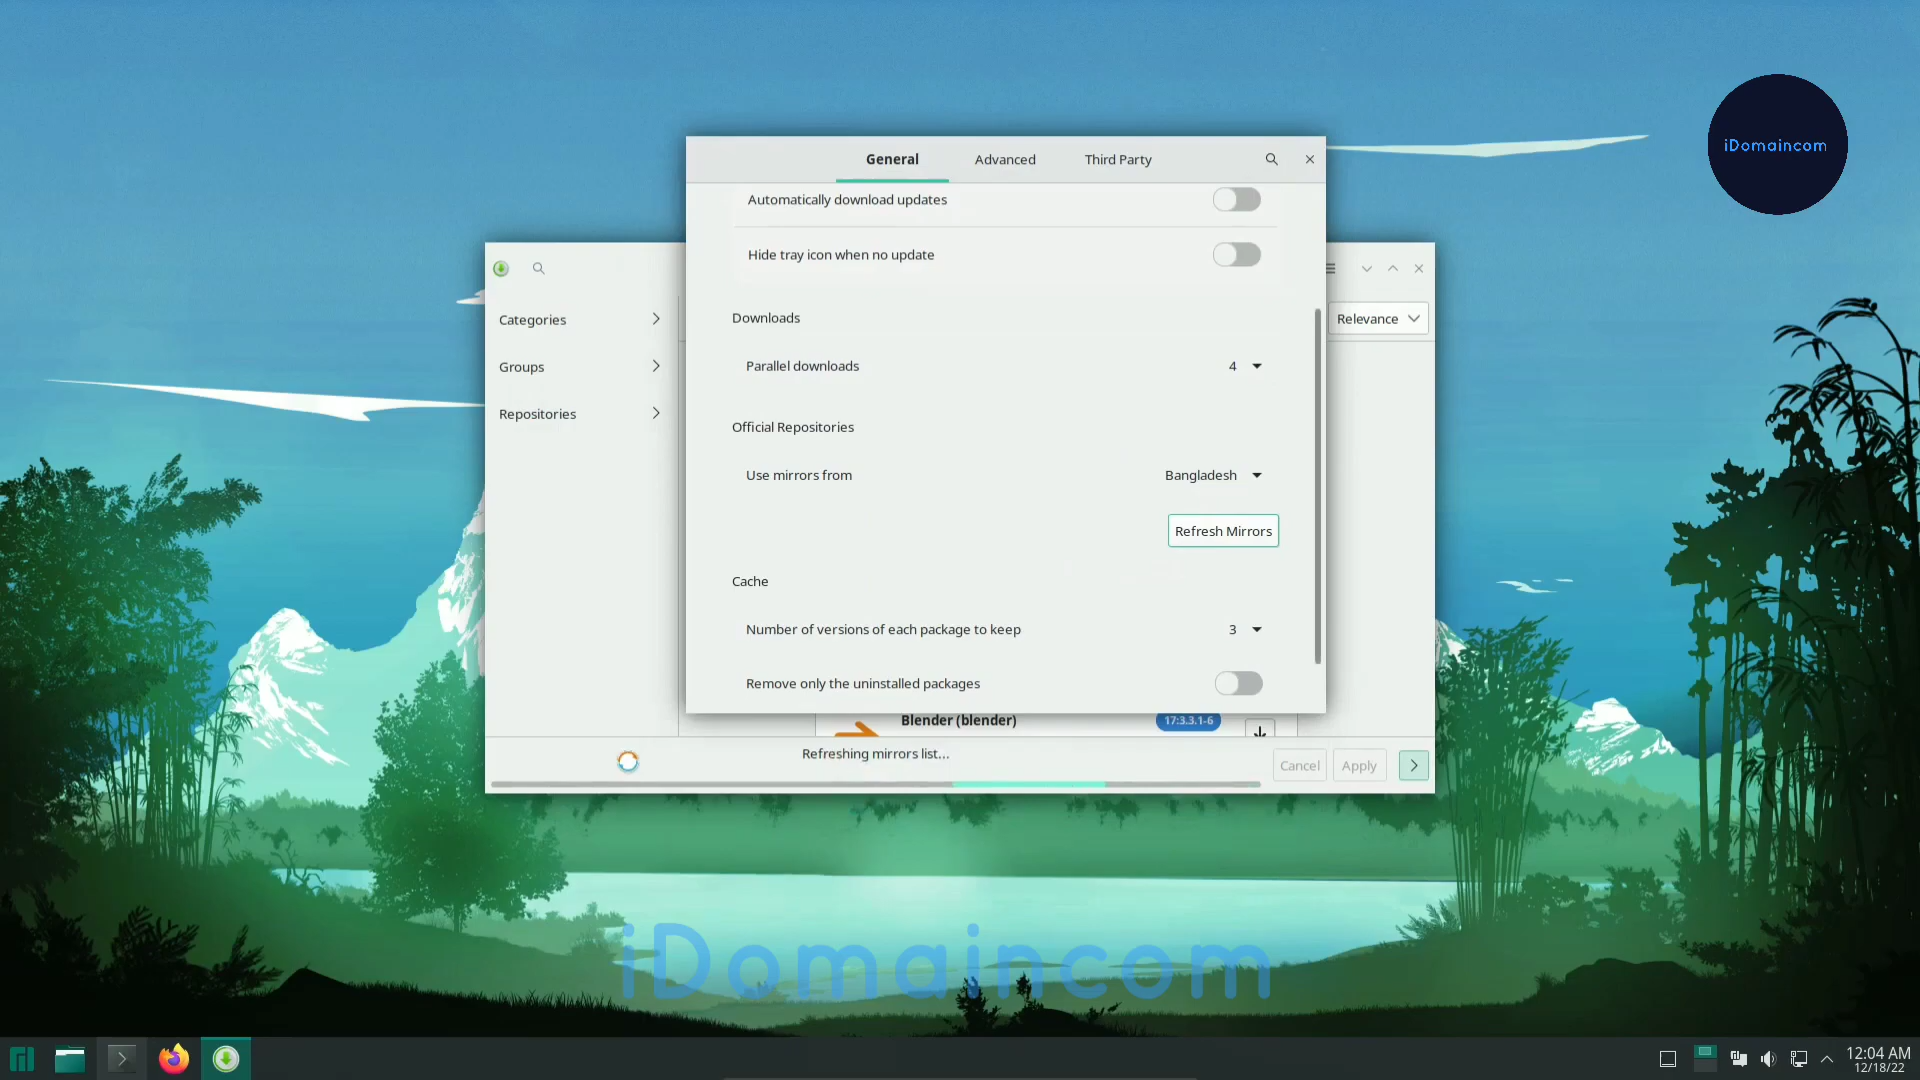 iDomaincom
General Advanced Third Party
Automatically download updates
Hide tray icon when no update
Categories
Downloads
Relevance
Groups
Parallel downloads 4
Repositories
Official Repositories
Use mirrors from Bangladesh
Refresh Mirrors
Cache
Number of versions of each package to keep 3
Remove only the uninstalled packages
Blender (blender) 17:3.3.1-6
Refreshing mirrors list...
Cancel Apply
iDomaincom
12:04 AM
12/18/22